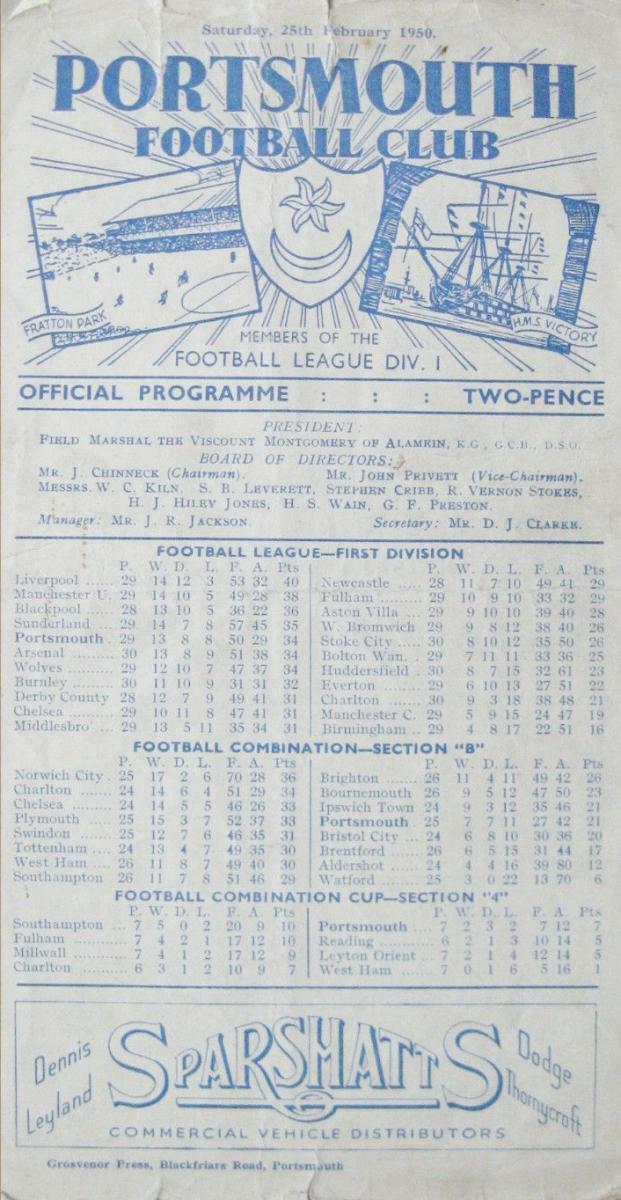 Saturday, 25th February 1950.
PORTSMOUTH
FOOTBALL CLUB
FRATTON PARK
H.M.S. VICTORY
MEMBERS OF THE
FOOTBALL LEAGUE DIV. 1
OFFICIAL PROGRAMME : : : TWO-PENCE
PRESIDENT:
FIELD MARSHAL THE VISCOUNT MONTGOMERY OF ALAMEIN, K.G., G.C.B., D.S.O.
BOARD OF DIRECTORS:
MR. J. CHINNECK (Chairman). MR. JOHN PRIVETT (Vice-Chairman).
MESSRS. W. C. KILN, S. B. LEVERETT, STEPHEN CRIBB, R. VERNON STOKES,
H. J. HILEY JONES, H. S. WAIN, G. F. PRESTON.
Manager: MR. J. R. JACKSON. Secretary: MR. D. J. CLARKE.
FOOTBALL LEAGUE—FIRST DIVISION
P. W. D. L. F. A. Pts
Liverpool ...... 29 14 12 3 53 32 40
Manchester U. 29 14 10 5 49 28 38
Blackpool ...... 28 13 10 5 36 22 36
Sunderland ...... 29 14 7 8 57 45 35
Portsmouth . 29 13 8 8 50 29 34
Arsenal ...... 30 13 8 9 51 38 34
Wolves ...... 29 12 10 7 47 37 34
Burnley ...... 30 11 10 9 31 31 32
Derby County 28 12 7 9 49 41 31
Chelsea ...... 29 10 11 8 47 41 31
Middlesbro' ... 29 13 5 11 35 34 31
P. W. D. L. F. A. Pts
Newcastle ..... 28 11 7 10 49 41 29
Fulham ...... 29 10 9 10 33 32 29
Aston Villa ... 29 9 10 10 39 40 28
W. Bromwich 29 9 8 12 38 40 26
Stoke City ..... 30 8 10 12 35 50 26
Bolton Wan. . 29 7 11 11 33 36 25
Huddersfield . 30 8 7 15 32 61 23
Everton ...... 29 6 10 13 27 51 22
Charlton ...... 30 9 3 18 38 48 21
Manchester C. 29 5 9 15 24 47 19
Birmingham .. 29 4 8 17 22 51 16
FOOTBALL COMBINATION—SECTION "B"
P. W. D. L. F. A. Pts
Norwich City . 25 17 2 6 70 28 36
Charlton ...... 24 14 6 4 51 29 34
Chelsea ...... 24 14 5 5 46 26 33
Plymouth ...... 25 15 3 7 52 37 33
Swindon ...... 25 12 7 6 46 35 31
Tottenham .... 24 13 4 7 49 35 30
West Ham .... 26 11 8 7 49 40 30
Southampton 26 11 7 8 51 46 29
P. W. D. L. F. A. Pts
Brighton ...... 26 11 4 11 49 42 26
Bournemouth 26 9 5 12 47 50 23
Ipswich Town 24 9 3 12 35 46 21
Portsmouth . 25 7 7 11 27 42 21
Bristol City ... 24 6 8 10 30 36 20
Brentford ...... 26 6 5 15 31 44 17
Aldershot ...... 24 4 4 16 39 80 12
Watford ...... 25 3 0 22 13 70 6
FOOTBALL COMBINATION CUP—SECTION "4"
P. W. D. L. F. A. Pts
Southampton ... 7 5 0 2 20 9 10
Fulham ...... 7 4 2 1 17 12 10
Millwall ...... 7 4 1 2 17 12 9
Charlton ...... 6 3 1 2 10 9 7
P. W. D. L. F. A. Pts
Portsmouth .... 7 2 3 2 7 12 7
Reading ...... 6 2 1 3 10 14 5
Leyton Orient ... 7 2 1 4 12 14 5
West Ham ...... 7 0 1 6 5 16 1
Dennis
Leyland
SPARSHATTS
Dodge
Thornycroft
COMMERCIAL VEHICLE DISTRIBUTORS
Grosvenor Press, Blackfriars Road, Portsmouth